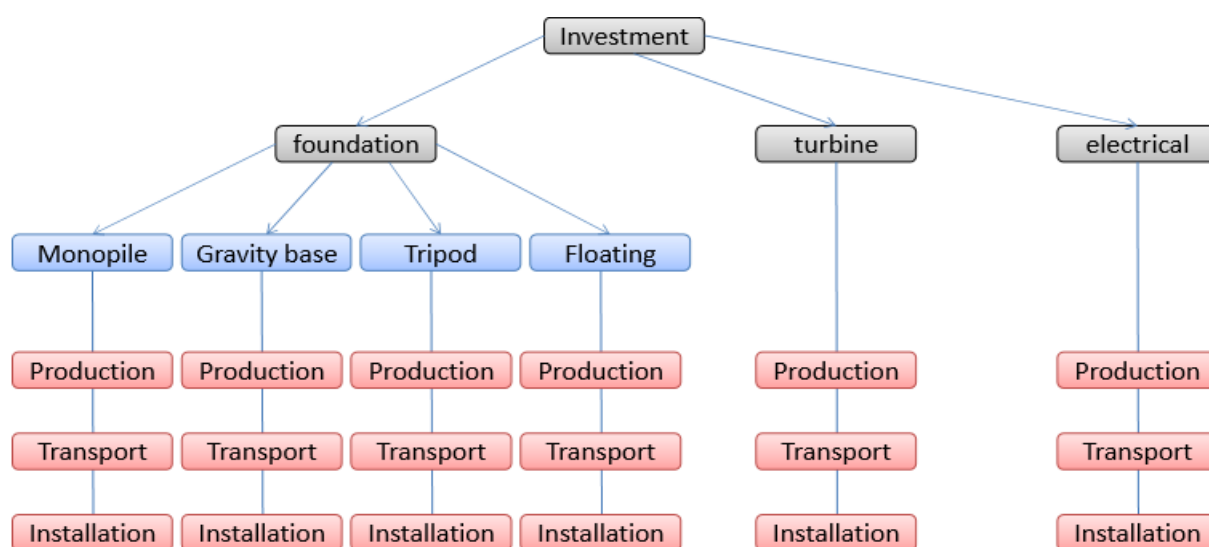 Investment
foundation
turbine
electrical
Monopile
Gravity base
Tripod
Floating
Production
Production
Production
Production
Production
Production
Transport
Transport
Transport
Transport
Transport
Transport
Installation
Installation
Installation
Installation
Installation
Installation